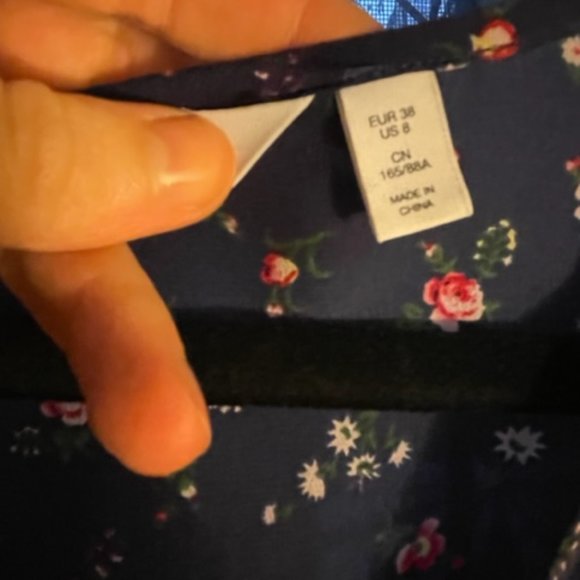 EUR 38
US 8
CN
165/88A
MADE IN
CHINA